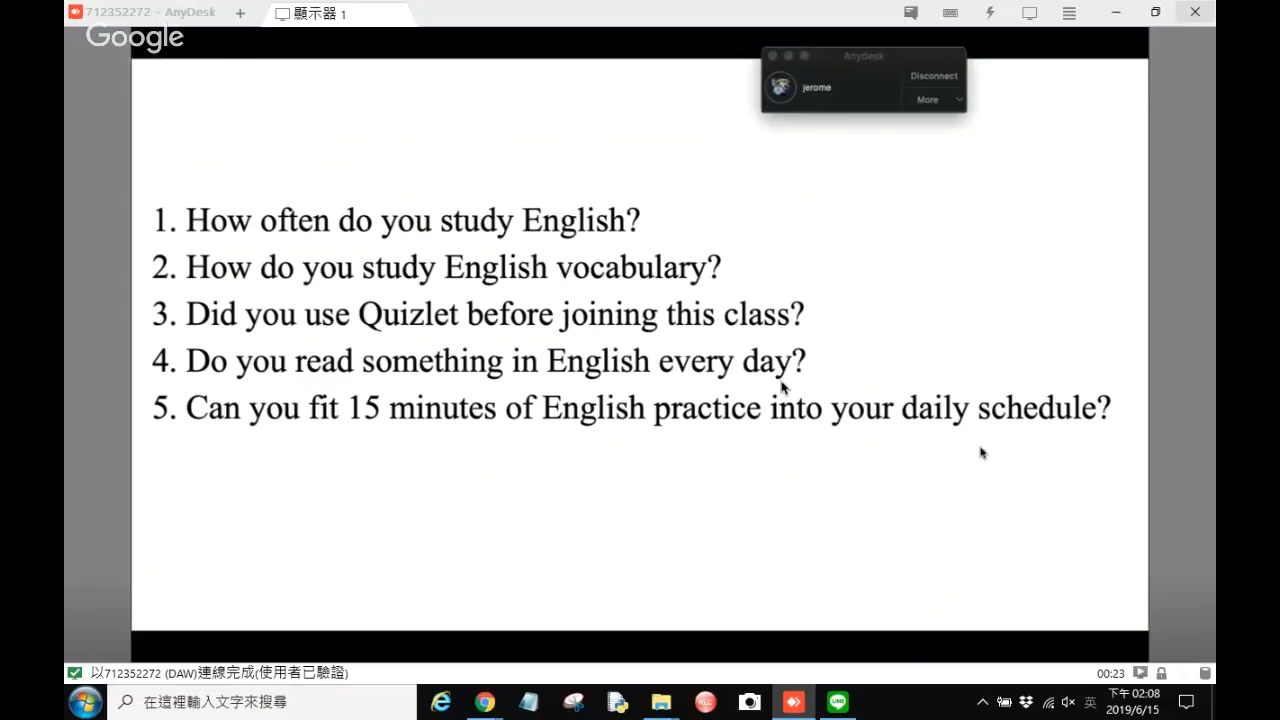 712352272 - AnyDesk
顯示器 1
Google
Anydesk
jerome
Disconnect
More
1. How often do you study English?
2. How do you study English vocabulary?
3. Did you use Quizlet before joining this class?
4. Do you read something in English every day?
5. Can you fit 15 minutes of English practice into your daily schedule?
以712352272 (DAW)連線完成(使用者已驗證)
00:23
在這裡輸入文字來搜尋
REC
LINE
英
下午 02:08
2019/6/15